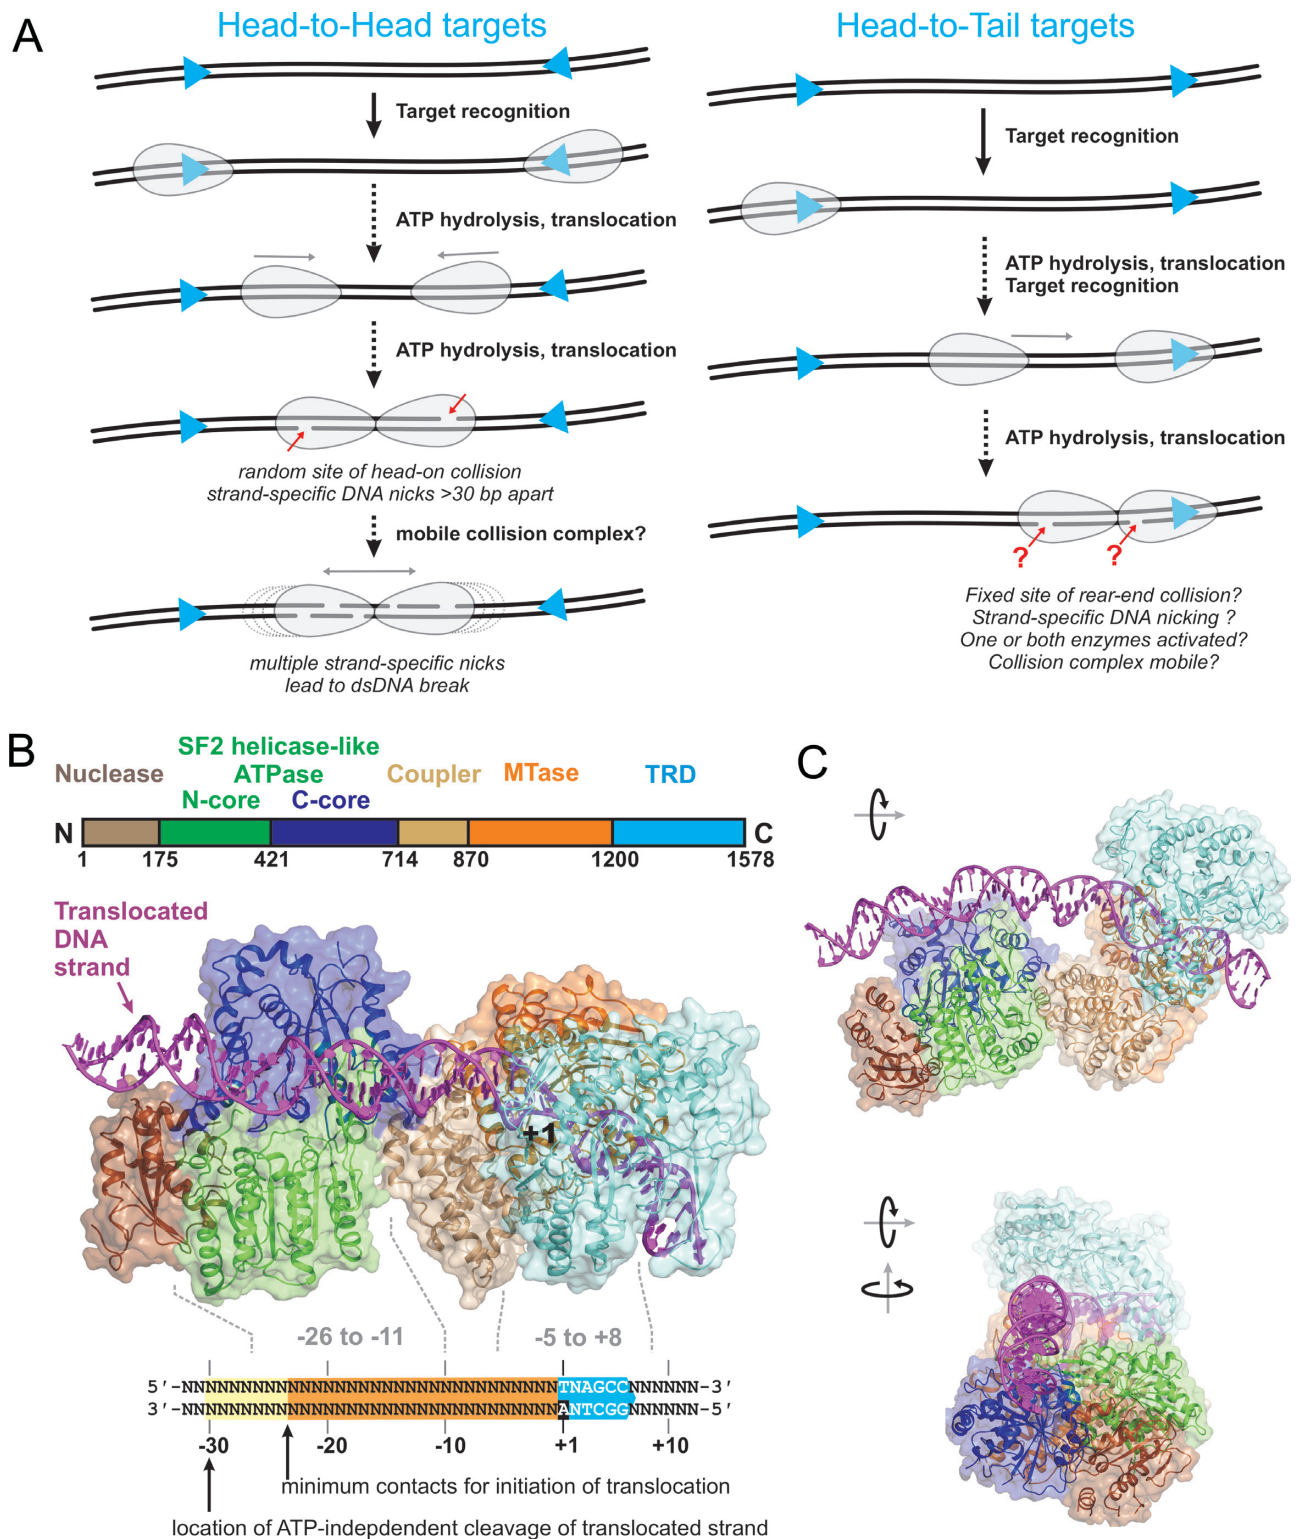 A
Head-to-Head targets
Target recognition
ATP hydrolysis, translocation
ATP hydrolysis, translocation
random site of head-on collision
strand-specific DNA nicks >30 bp apart
mobile collision complex?
multiple strand-specific nicks
lead to dsDNA break
Head-to-Tail targets
Target recognition
ATP hydrolysis, translocation
Target recognition
ATP hydrolysis, translocation
? ?
Fixed site of rear-end collision?
Strand-specific DNA nicking ?
One or both enzymes activated?
Collision complex mobile?
B
SF2 helicase-like
Nuclease ATPase Coupler MTase TRD
N-core C-core
N C
1 175 421 714 870 1200 1578
Translocated
DNA
strand
+1
-26 to -11 -5 to +8
5′-NNNNNNNNNNNNNNNNNNNNNNNNNNNNNNNNTNAGCCNNNNNN-3′
3′-NNNNNNNNNNNNNNNNNNNNNNNNNNNNNNNNANTCGGNNNNNN-5′
-30 -20 -10 +1 +10
minimum contacts for initiation of translocation
location of ATP-indepdendent cleavage of translocated strand
C